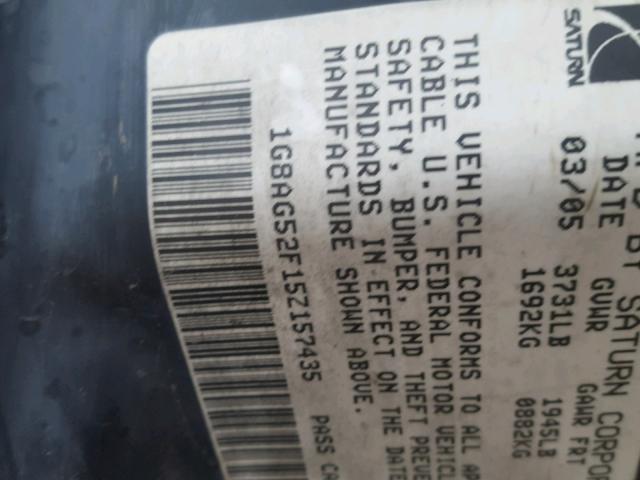 SATURN
BY SATURN CORPOR
DATE GVWR GAWR FRT
03/05 3731LB 1945LB
1692KG 0882KG
THIS VEHICLE CONFORMS TO ALL AP
CABLE U.S. FEDERAL MOTOR VEHICL
SAFETY, BUMPER, AND THEFT PREVE
STANDARDS IN EFFECT ON THE DATE
MANUFACTURE SHOWN ABOVE.
1G8AG52F15Z157435 PASS CA